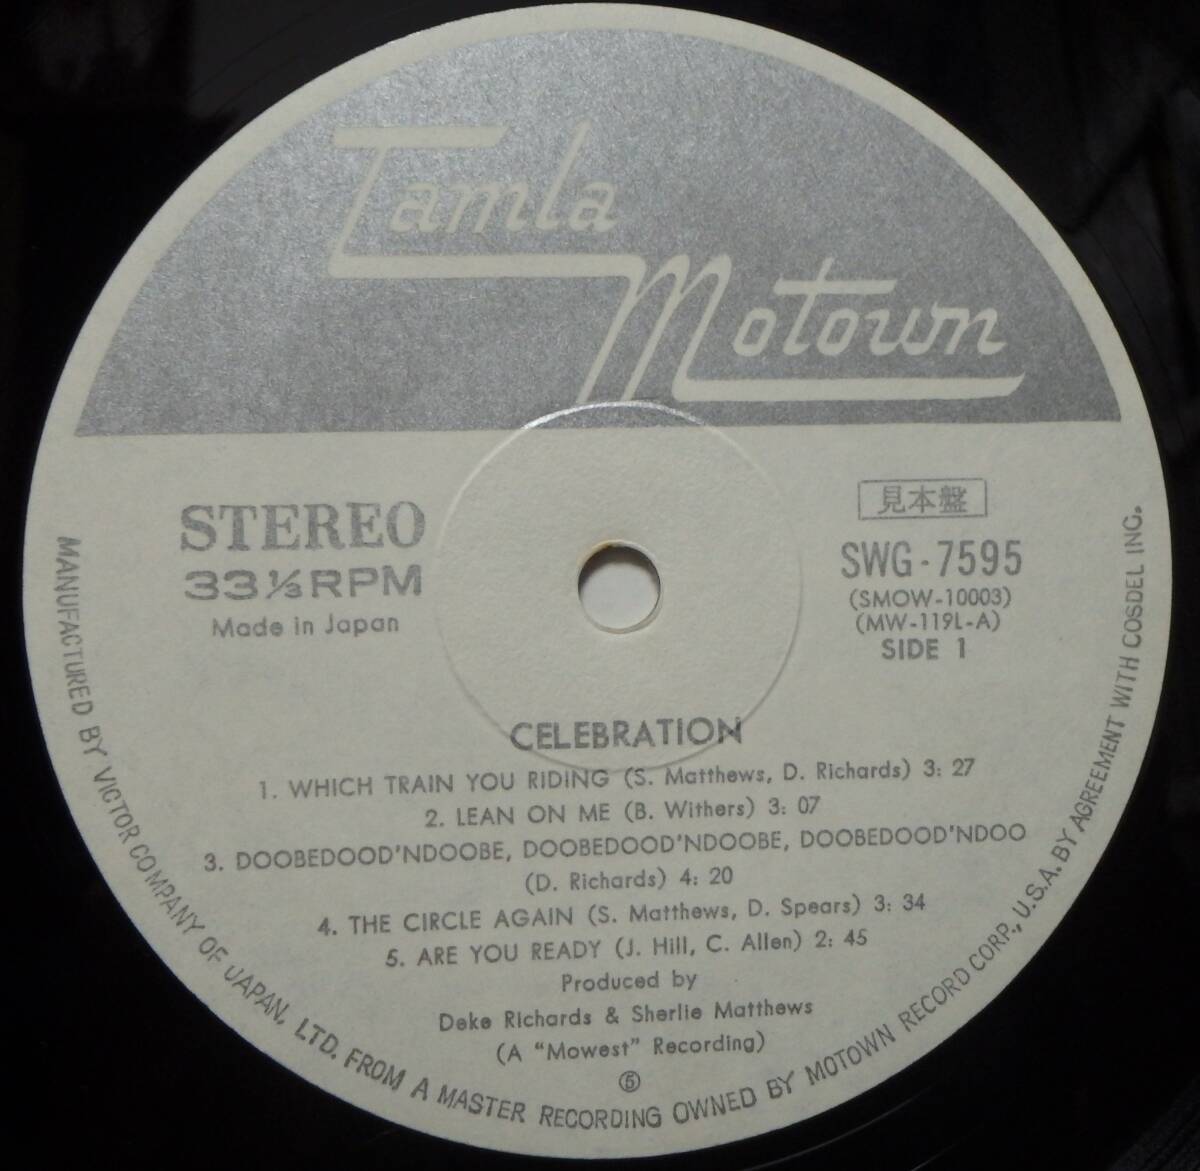 Tamla
Motown
STEREO
33⅓RPM
Made in Japan
見本盤
SWG-7595
(SMOW-10003)
(MW-119L-A)
SIDE 1
CELEBRATION
1. WHICH TRAIN YOU RIDING (S. Matthews, D. Richards) 3: 27
2. LEAN ON ME (B. Withers) 3: 07
3. DOOBEDOOD'NDOOBE, DOOBEDOOD'NDOOBE, DOOBEDOOD'NDOO
(D. Richards) 4: 20
4. THE CIRCLE AGAIN (S. Matthews, D. Spears) 3: 34
5. ARE YOU READY (J. Hill, C. Allen) 2: 45
Produced by
Deke Richards & Sherlie Matthews
(A "Mowest" Recording)
⑤
MANUFACTURED BY VICTOR COMPANY OF JAPAN, LTD. FROM A MASTER RECORDING OWNED BY MOTOWN RECORD CORP., U.S.A. BY AGREEMENT WITH COSDEL INC.